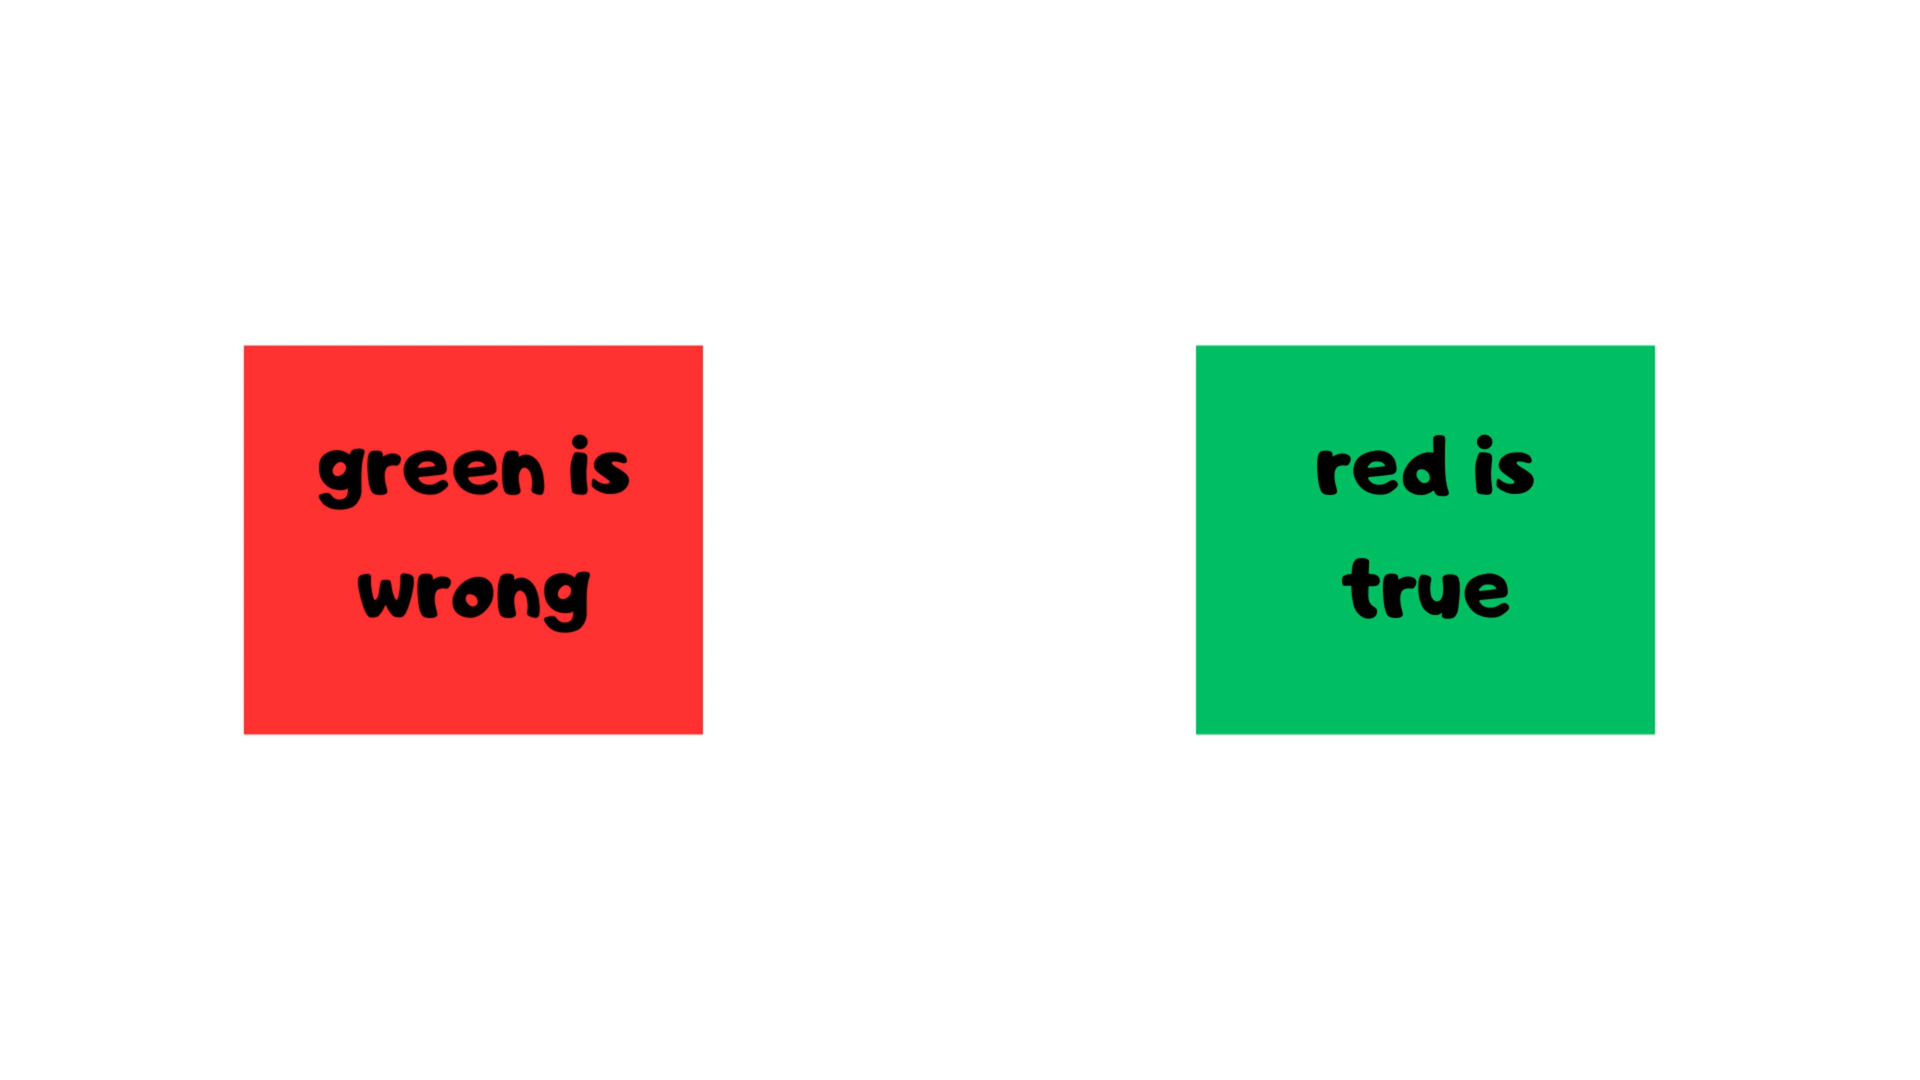 green is
wrong
red is
true